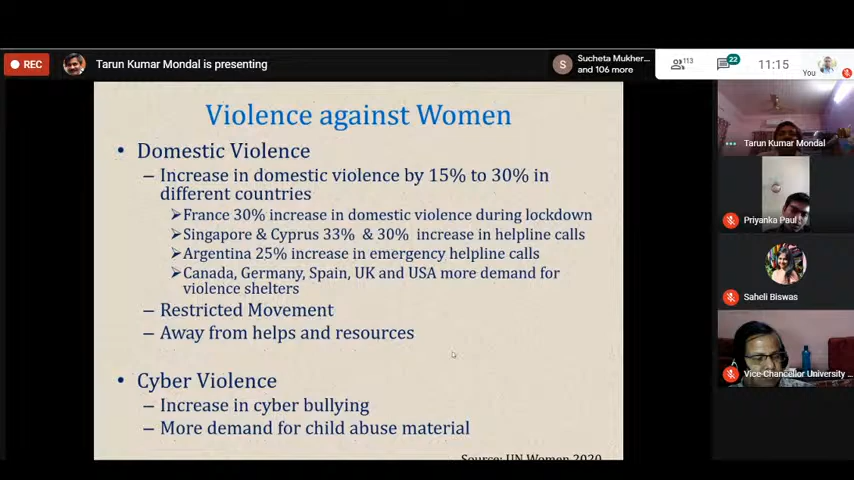 REC
Tarun Kumar Mondal is presenting
S
Sucheta Mukher...
and 106 more
113
22
11:15
You
Violence against Women
• Domestic Violence
– Increase in domestic violence by 15% to 30% in
different countries
➢France 30% increase in domestic violence during lockdown
➢Singapore & Cyprus 33% & 30% increase in helpline calls
➢Argentina 25% increase in emergency helpline calls
➢Canada, Germany, Spain, UK and USA more demand for
violence shelters
– Restricted Movement
– Away from helps and resources
• Cyber Violence
– Increase in cyber bullying
– More demand for child abuse material
Source: UN Women 2020
Tarun Kumar Mondal
Priyanka Paul
Saheli Biswas
Vice Chancellor University ...